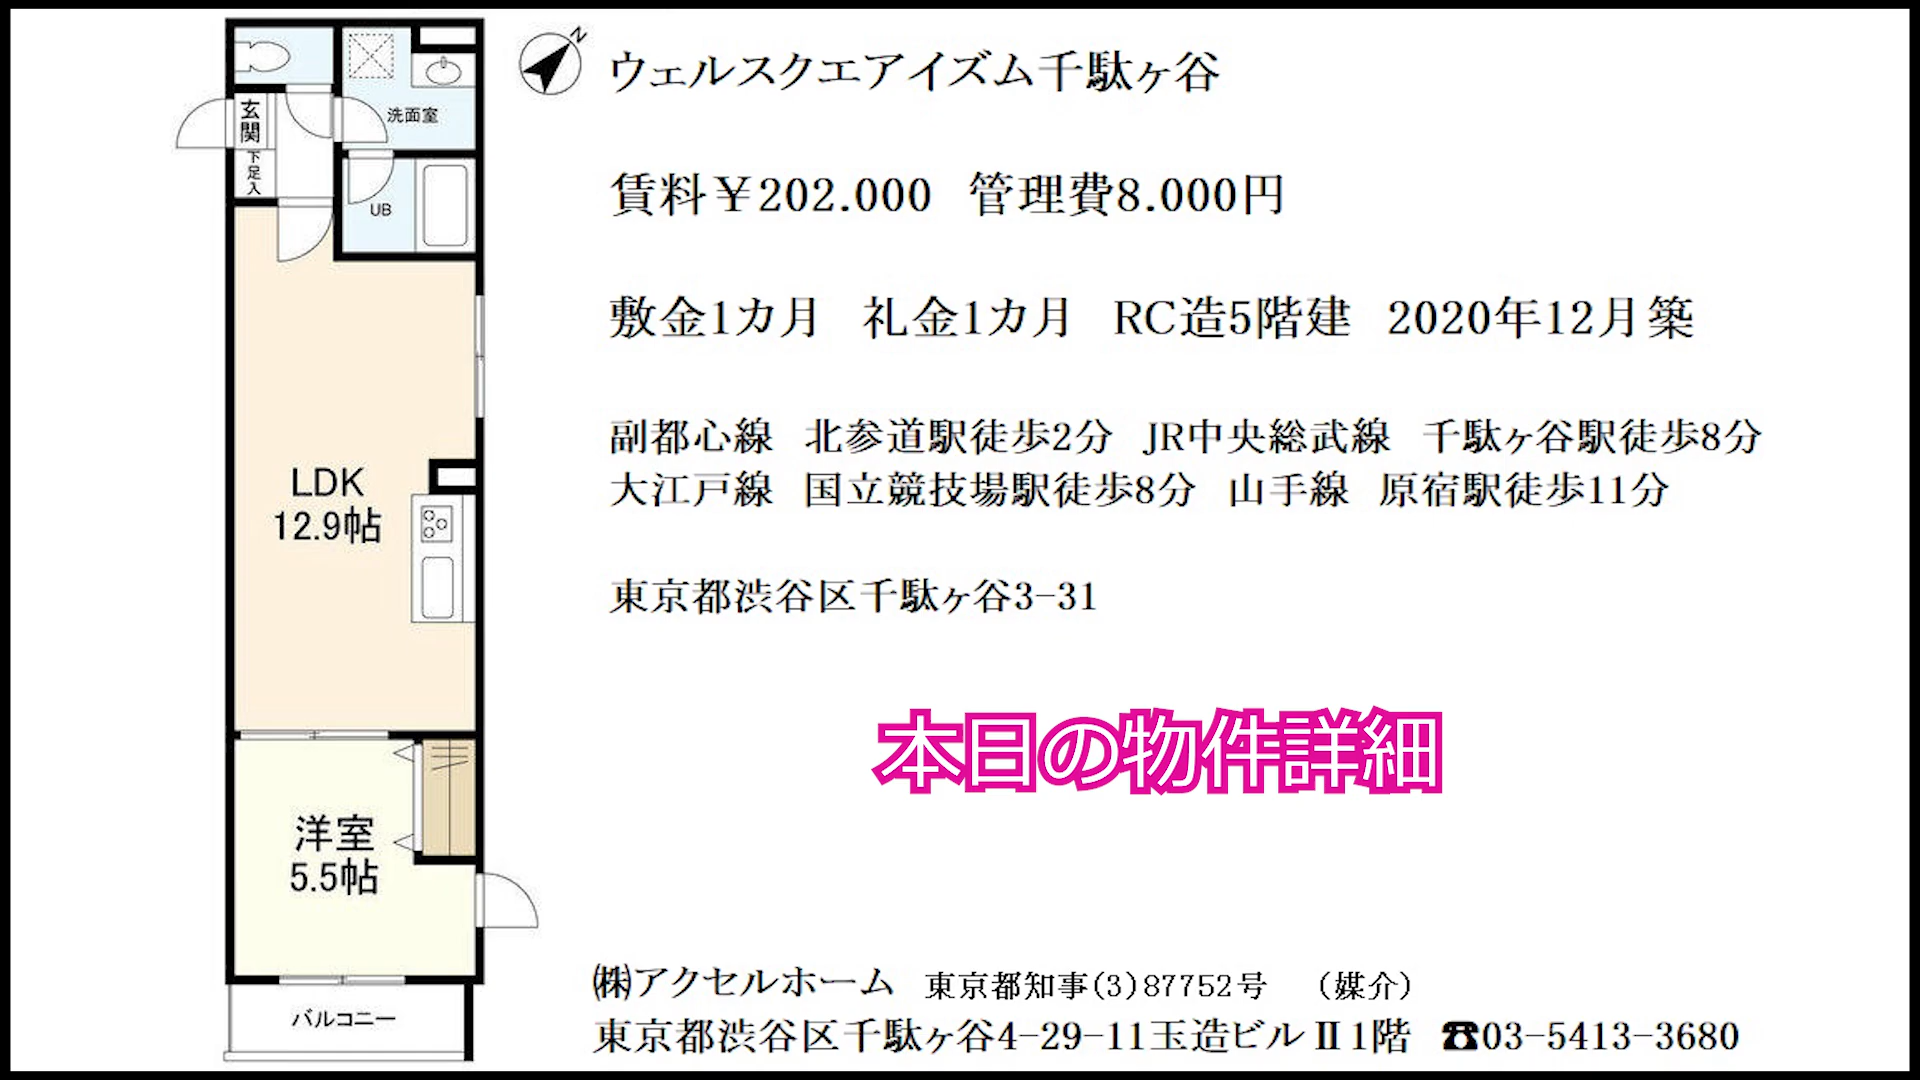 N
玄関
下足入
洗面室
UB
LDK
12.9帖
洋室
5.5帖
バルコニー
ウェルスクエアイズム千駄ヶ谷
賃料￥202.000　管理費8.000円
敷金1カ月　礼金1カ月　RC造5階建　2020年12月築
副都心線　北参道駅徒歩2分　JR中央総武線　千駄ヶ谷駅徒歩8分
大江戸線　国立競技場駅徒歩8分　山手線　原宿駅徒歩11分
東京都渋谷区千駄ヶ谷3-31
本日の物件詳細
㈱アクセルホーム　東京都知事(3)87752号　（媒介）
東京都渋谷区千駄ヶ谷4-29-11玉造ビルⅡ1階　☎03-5413-3680